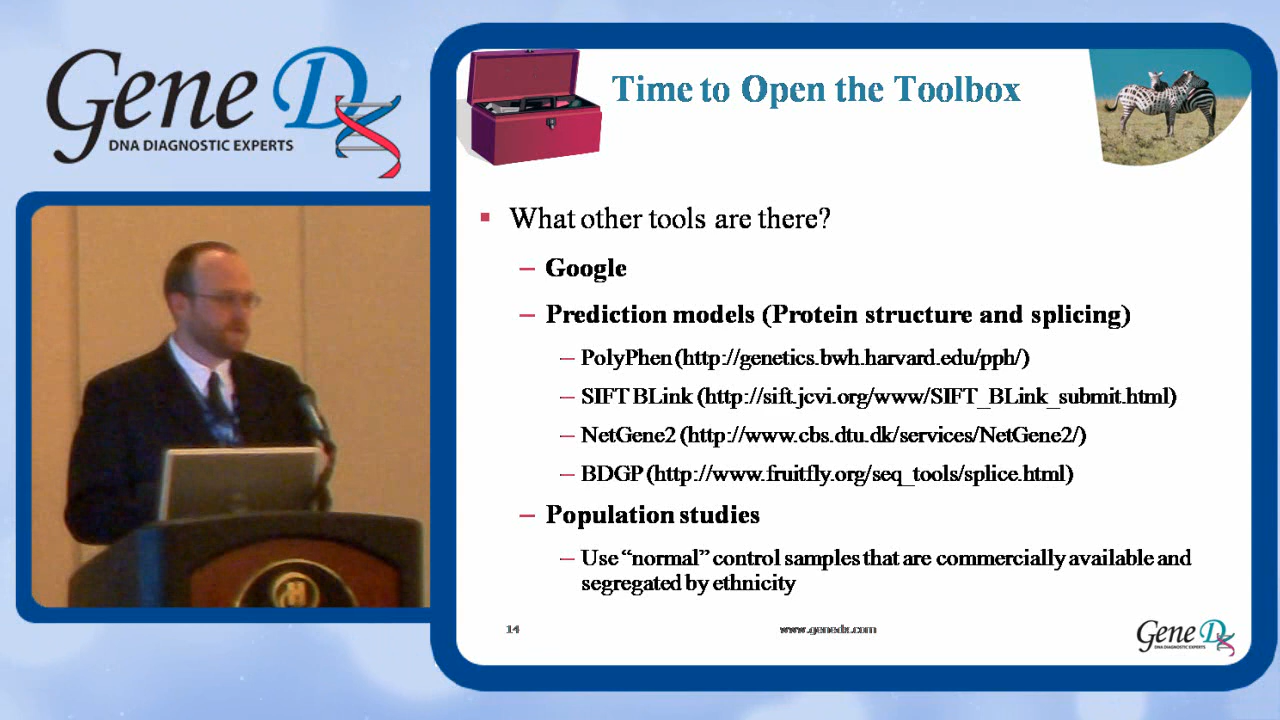 Gene Dx
DNA DIAGNOSTIC EXPERTS
Time to Open the Toolbox
What other tools are there?
– Google
– Prediction models (Protein structure and splicing)
– PolyPhen (http://genetics.bwh.harvard.edu/pph/)
– SIFT BLink (http://sift.jcvi.org/www/SIFT_BLink_submit.html)
– NetGene2 (http://www.cbs.dtu.dk/services/NetGene2/)
– BDGP (http://www.fruitfly.org/seq_tools/splice.html)
– Population studies
– Use “normal” control samples that are commercially available and
segregated by ethnicity
14
www.genedx.com
Gene Dx
DNA DIAGNOSTIC EXPERTS